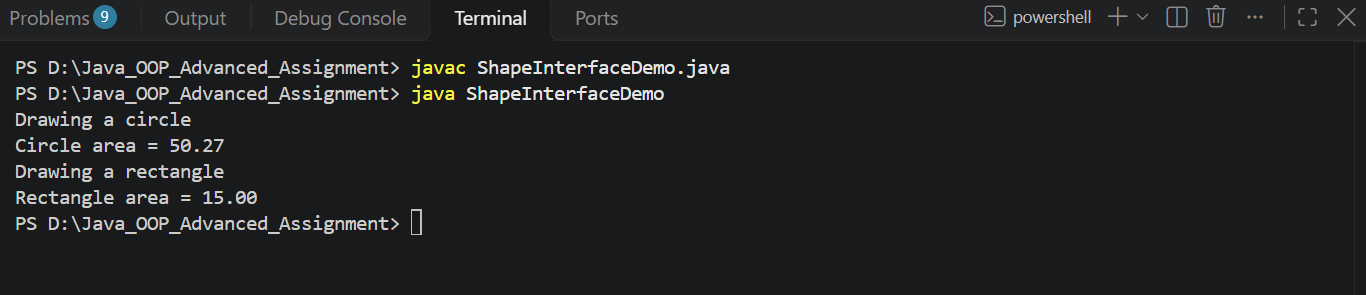 Problems 9 Output Debug Console Terminal Ports powershell
PS D:\Java_OOP_Advanced_Assignment> javac ShapeInterfaceDemo.java
PS D:\Java_OOP_Advanced_Assignment> java ShapeInterfaceDemo
Drawing a circle
Circle area = 50.27
Drawing a rectangle
Rectangle area = 15.00
PS D:\Java_OOP_Advanced_Assignment>